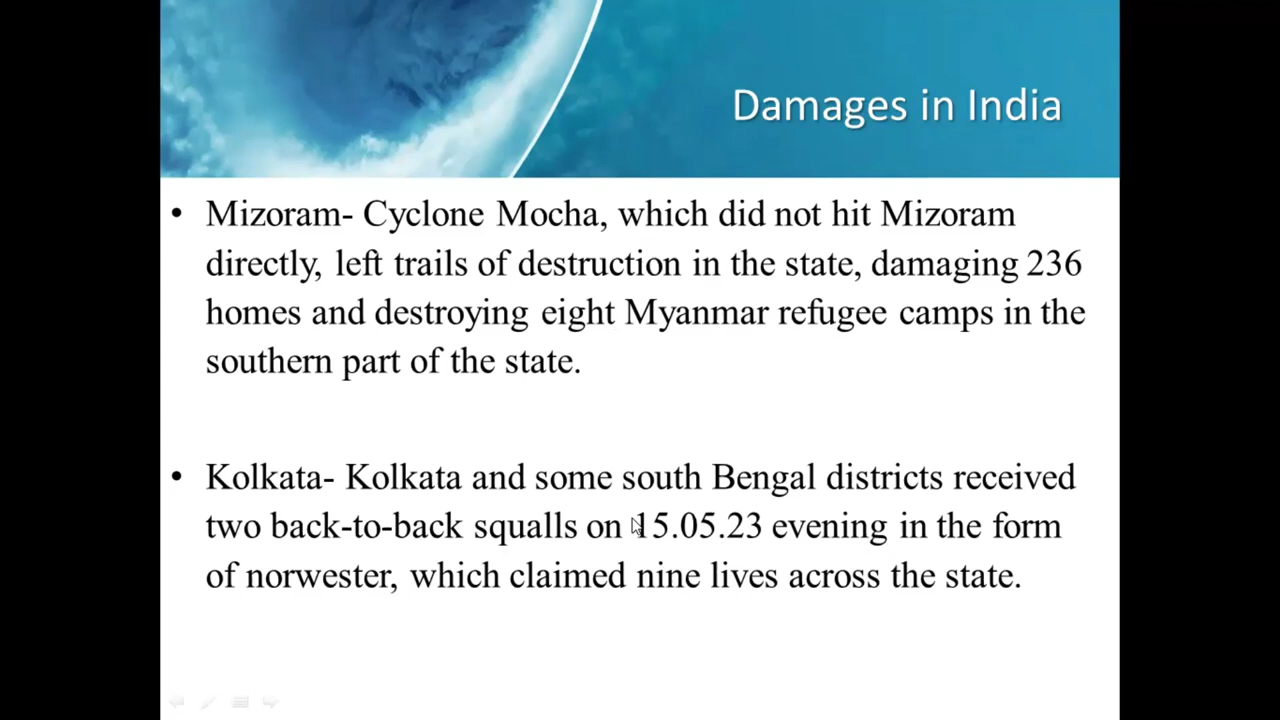 Damages in India
• Mizoram- Cyclone Mocha, which did not hit Mizoram
directly, left trails of destruction in the state, damaging 236
homes and destroying eight Myanmar refugee camps in the
southern part of the state.
• Kolkata- Kolkata and some south Bengal districts received
two back-to-back squalls on 15.05.23 evening in the form
of norwester, which claimed nine lives across the state.